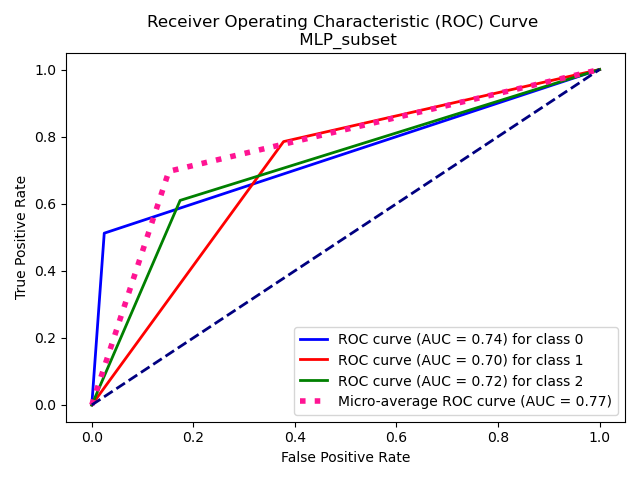 Receiver Operating Characteristic (ROC) Curve
MLP_subset
True Positive Rate
1.0
0.8
0.6
0.4
0.2
0.0
0.0 0.2 0.4 0.6 0.8 1.0
False Positive Rate
ROC curve (AUC = 0.74) for class 0
ROC curve (AUC = 0.70) for class 1
ROC curve (AUC = 0.72) for class 2
Micro-average ROC curve (AUC = 0.77)